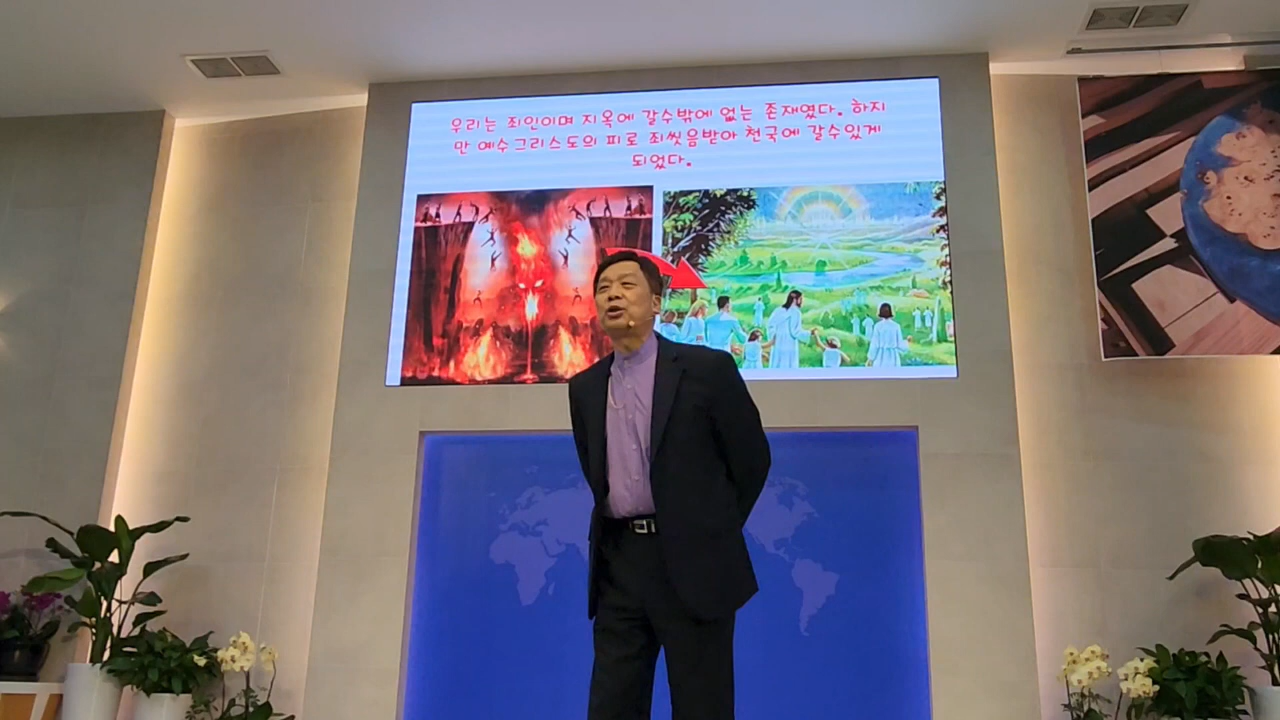 우리는 죄인이며 지옥에 갈수밖에 없는 존재였다. 하지
만 예수그리스도의 피로 죄씻음받아 천국에 갈수있게
되었다.